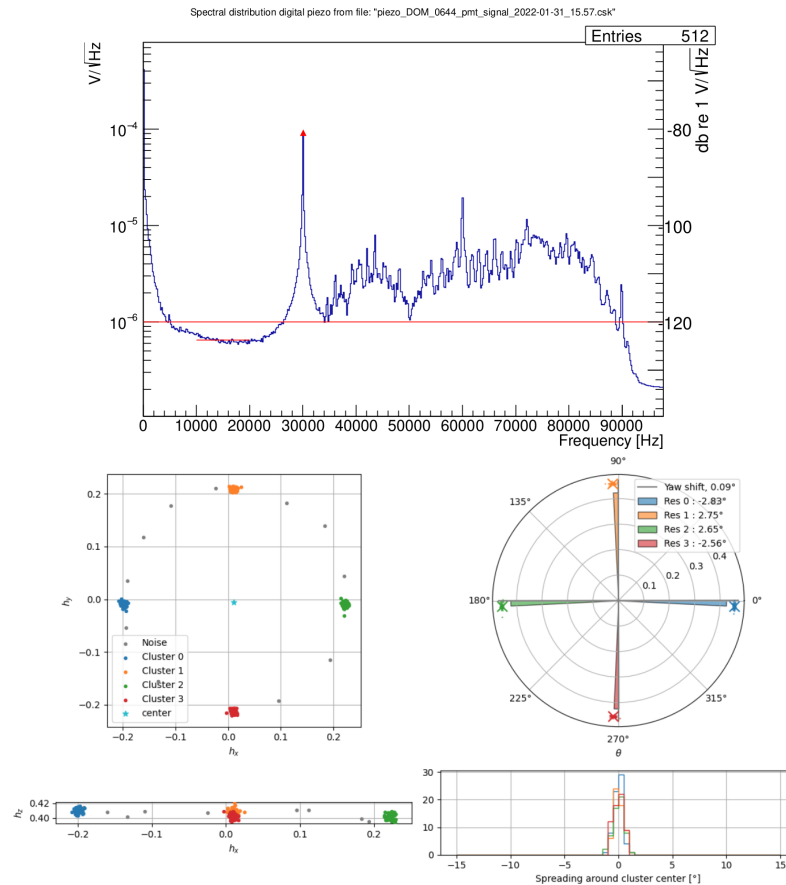 Spectral distribution digital piezo from file: "piezo_DOM_0644_pmt_signal_2022-01-31_15.57.csk"
Entries 512
V/√Hz
db re 1 V/√Hz
10⁻⁴
10⁻⁵
10⁻⁶
-80
-100
-120
0 10000 20000 30000 40000 50000 60000 70000 80000 90000
Frequency [Hz]
0.2
0.1
0.0
−0.1
−0.2
h_y
Noise
Cluster 0
Cluster 1
Cluster 2
Cluster 3
center
−0.2 −0.1 0.0 0.1 0.2
h_x
90°
135°
180°
225°
270°
315°
0°
0.1 0.2 0.3 0.4
θ
Yaw shift, 0.09°
Res 0 : -2.83°
Res 1 : 2.75°
Res 2 : 2.65°
Res 3 : -2.56°
0.42
0.40
h_z
−0.2 −0.1 0.0 0.1 0.2
h_x
30
20
10
0
−15 −10 −5 0 5 10 15
Spreading around cluster center [°]